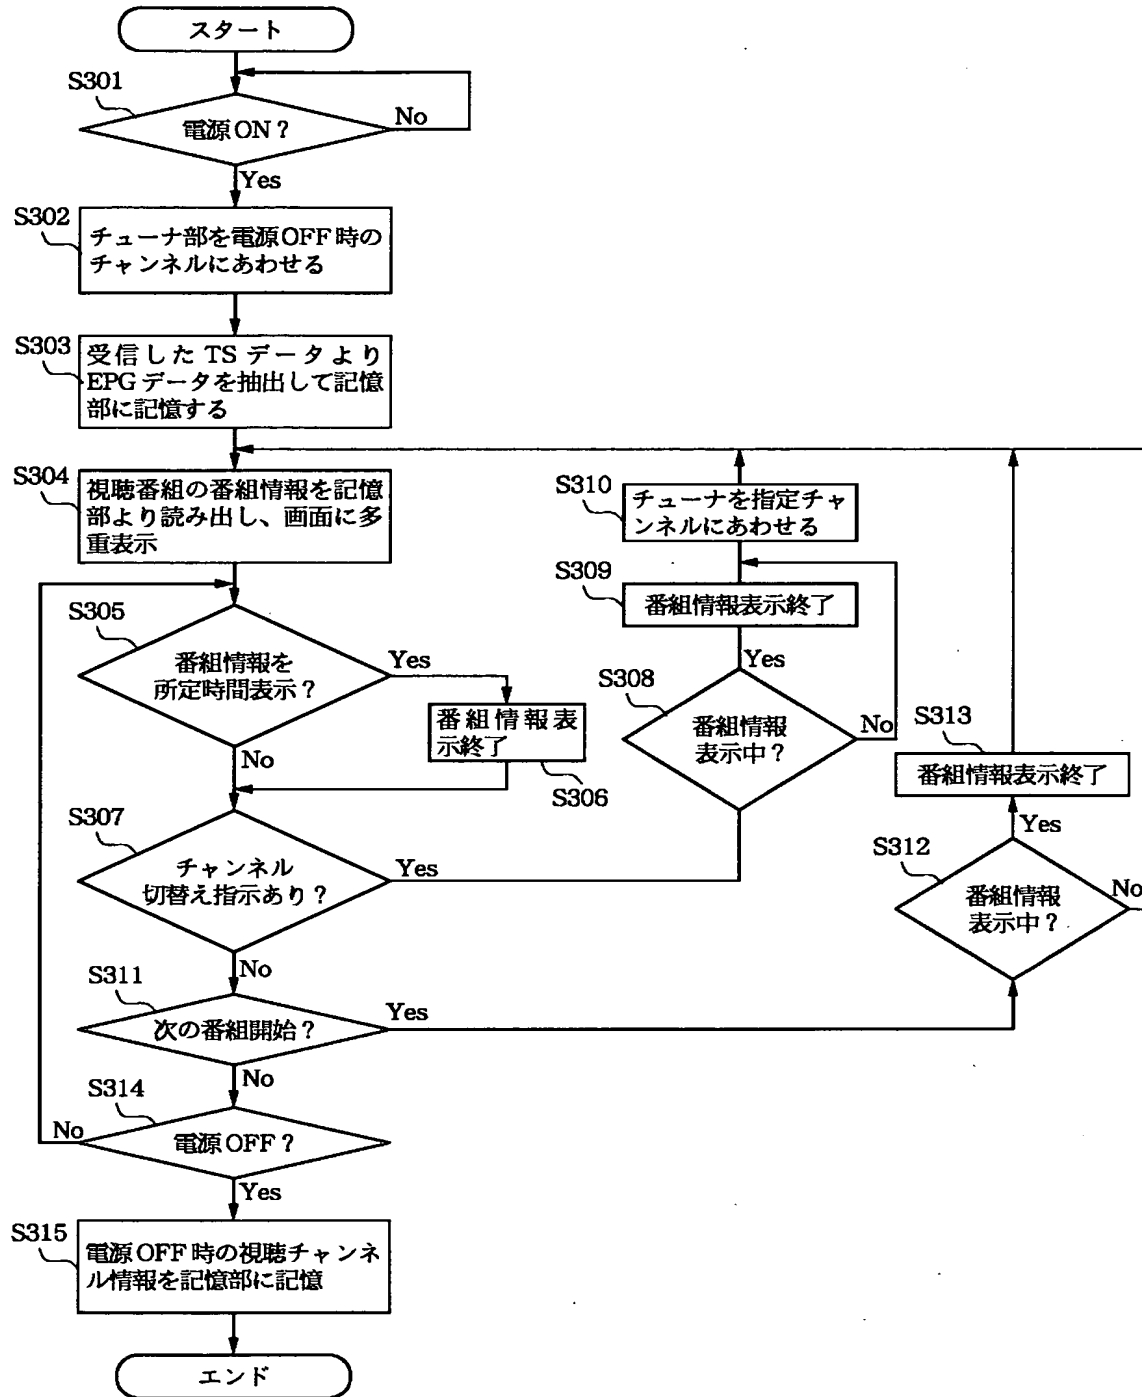 スタート
S301
電源ON?
No
Yes
S302
チューナ部を電源OFF時の
チャンネルにあわせる
S303
受信したTSデータより
EPGデータを抽出して記憶
部に記憶する
S304
視聴番組の番組情報を記憶
部より読み出し、画面に多
重表示
S305
番組情報を
所定時間表示?
Yes
No
番組情報表
示終了
S306
S307
チャンネル
切替え指示あり?
Yes
No
S308
番組情報
表示中?
Yes
No
S309
番組情報表示終了
S310
チューナを指定チャ
ンネルにあわせる
S311
次の番組開始?
Yes
No
S312
番組情報
表示中?
Yes
No
S313
番組情報表示終了
S314
電源OFF?
No
Yes
S315
電源OFF時の視聴チャンネ
ル情報を記憶部に記憶
エンド